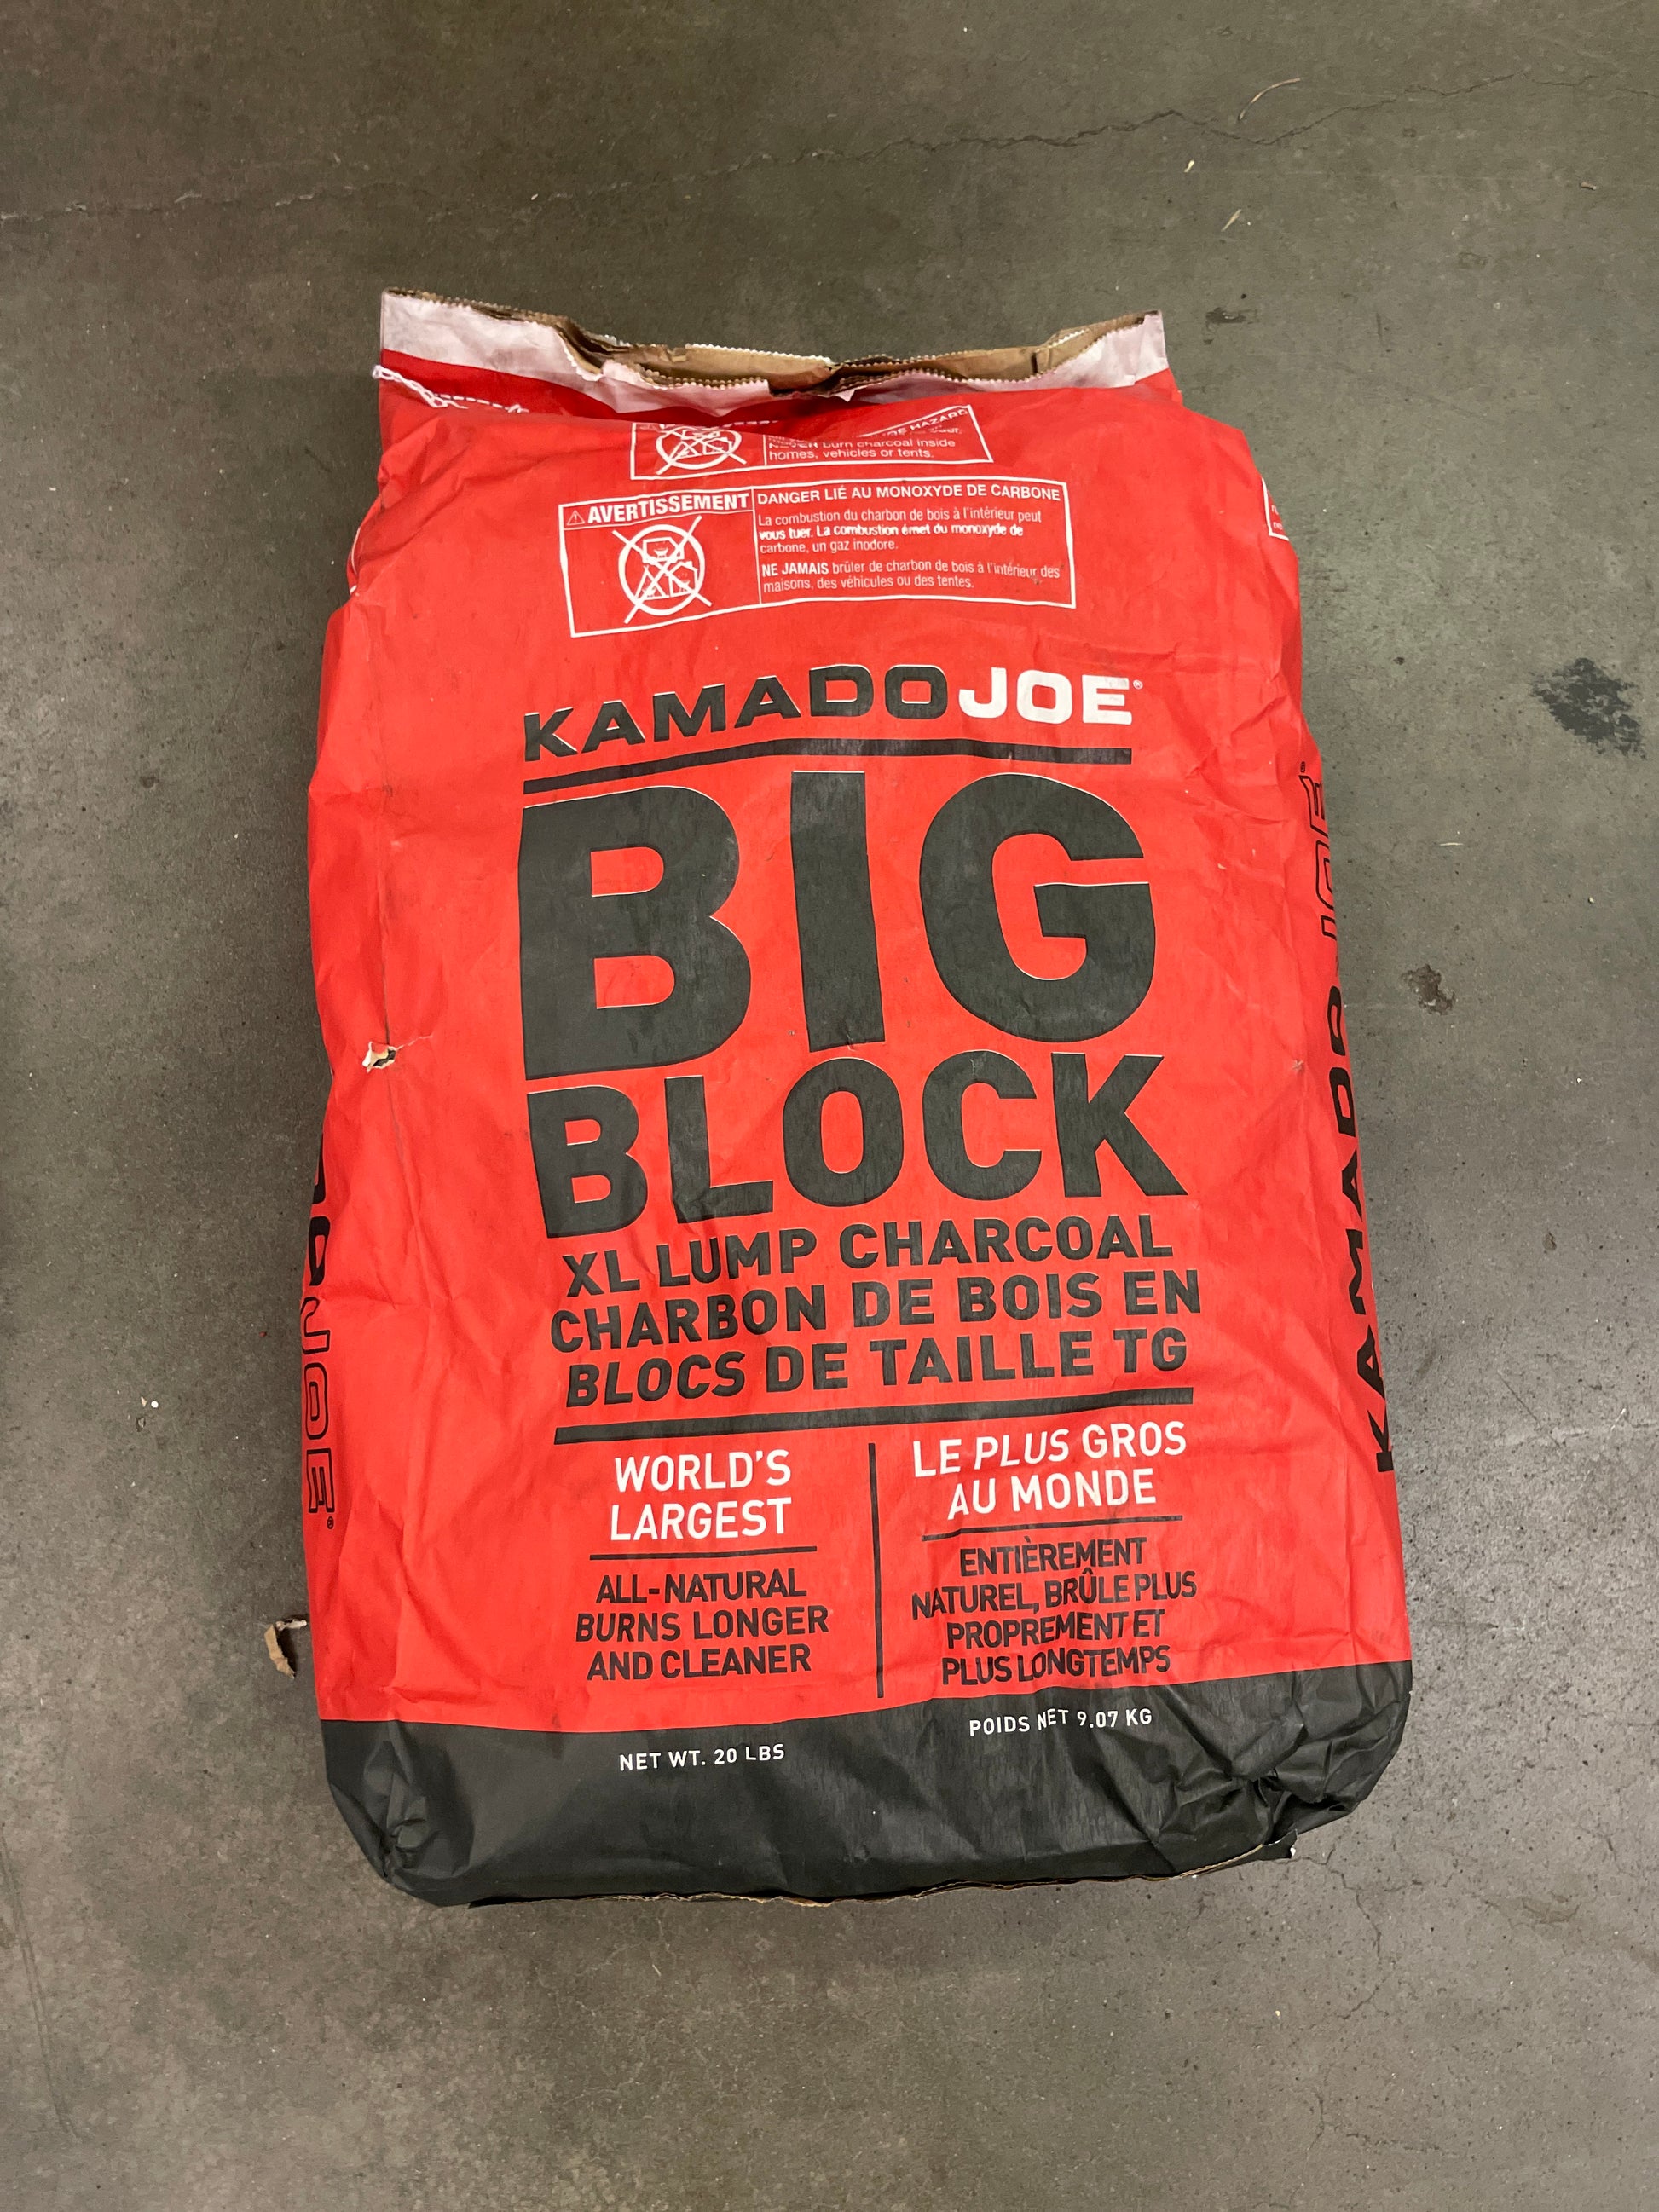 HAZARD
NEVER burn charcoal inside
homes, vehicles or tents.
AVERTISSEMENT
DANGER LIÉ AU MONOXYDE DE CARBONE
La combustion du charbon de bois à l'intérieur peut
vous tuer. La combustion émet du monoxyde de
carbone, un gaz inodore.
NE JAMAIS brûler de charbon de bois à l'intérieur des
maisons, des véhicules ou des tentes.
KAMADOJOE®
BIG
BLOCK
XL LUMP CHARCOAL
CHARBON DE BOIS EN
BLOCS DE TAILLE TG
WORLD'S
LARGEST
ALL-NATURAL
BURNS LONGER
AND CLEANER
LE PLUS GROS
AU MONDE
ENTIÈREMENT
NATUREL, BRÛLE PLUS
PROPREMENT ET
PLUS LONGTEMPS
NET WT. 20 LBS
POIDS NET 9.07 KG
JOE®
KAMADO JOE®